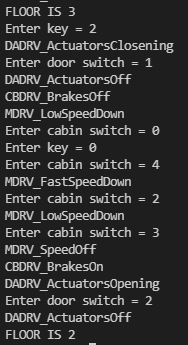 FLOOR IS 3
Enter key = 2
DADRV_ActuatorsClosening
Enter door switch = 1
DADRV_ActuatorsOff
CBDRV_BrakesOff
MDRV_LowSpeedDown
Enter cabin switch = 0
Enter key = 0
Enter cabin switch = 4
MDRV_FastSpeedDown
Enter cabin switch = 2
MDRV_LowSpeedDown
Enter cabin switch = 3
MDRV_SpeedOff
CBDRV_BrakesOn
DADRV_ActuatorsOpening
Enter door switch = 2
DADRV_ActuatorsOff
FLOOR IS 2